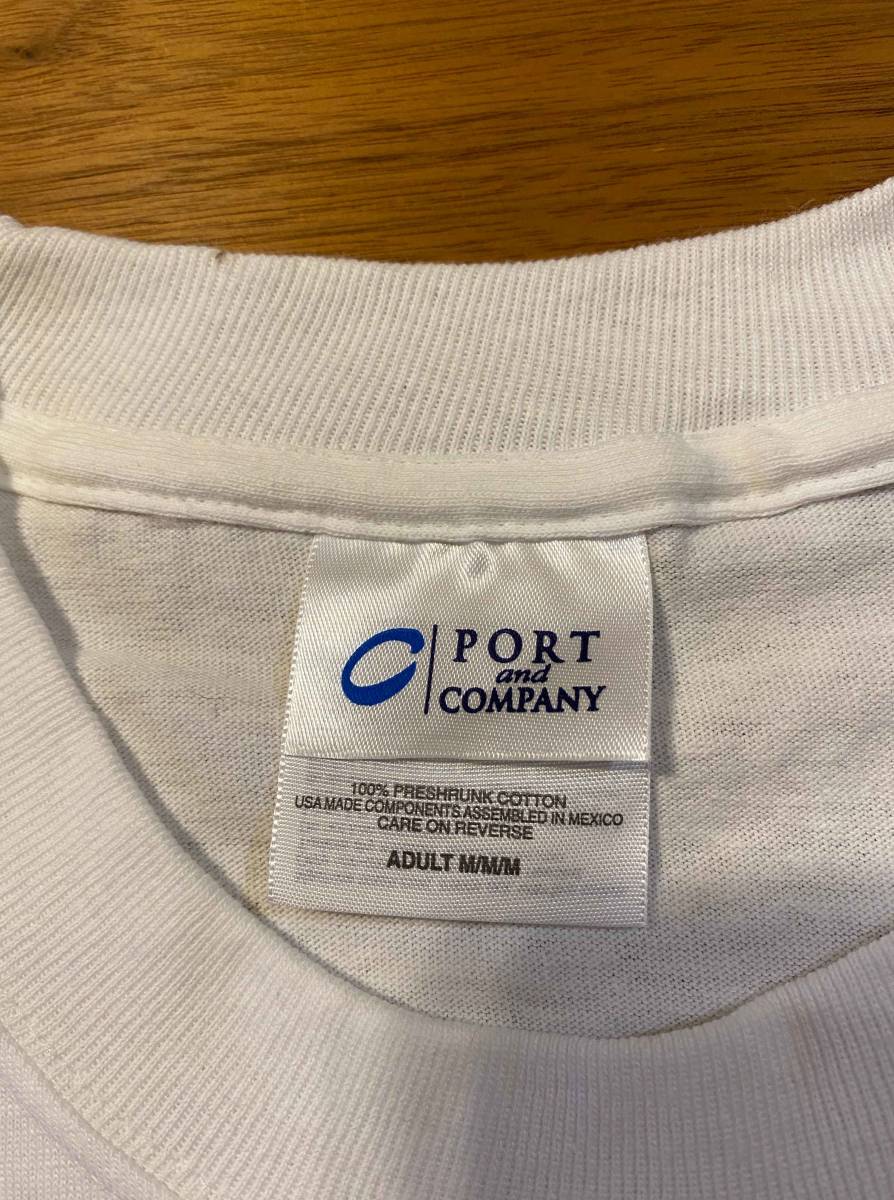 PORT
and
COMPANY
100% PRESHRUNK COTTON
USA MADE COMPONENTS ASSEMBLED IN MEXICO
CARE ON REVERSE
ADULT M/M/M